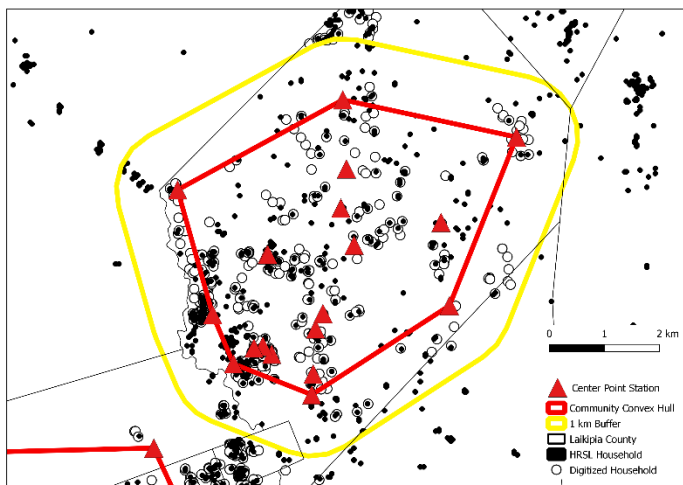 0 1 2 km
Center Point Station
Community Convex Hull
1 km Buffer
Laikipia County
HRSL Household
Digitized Household